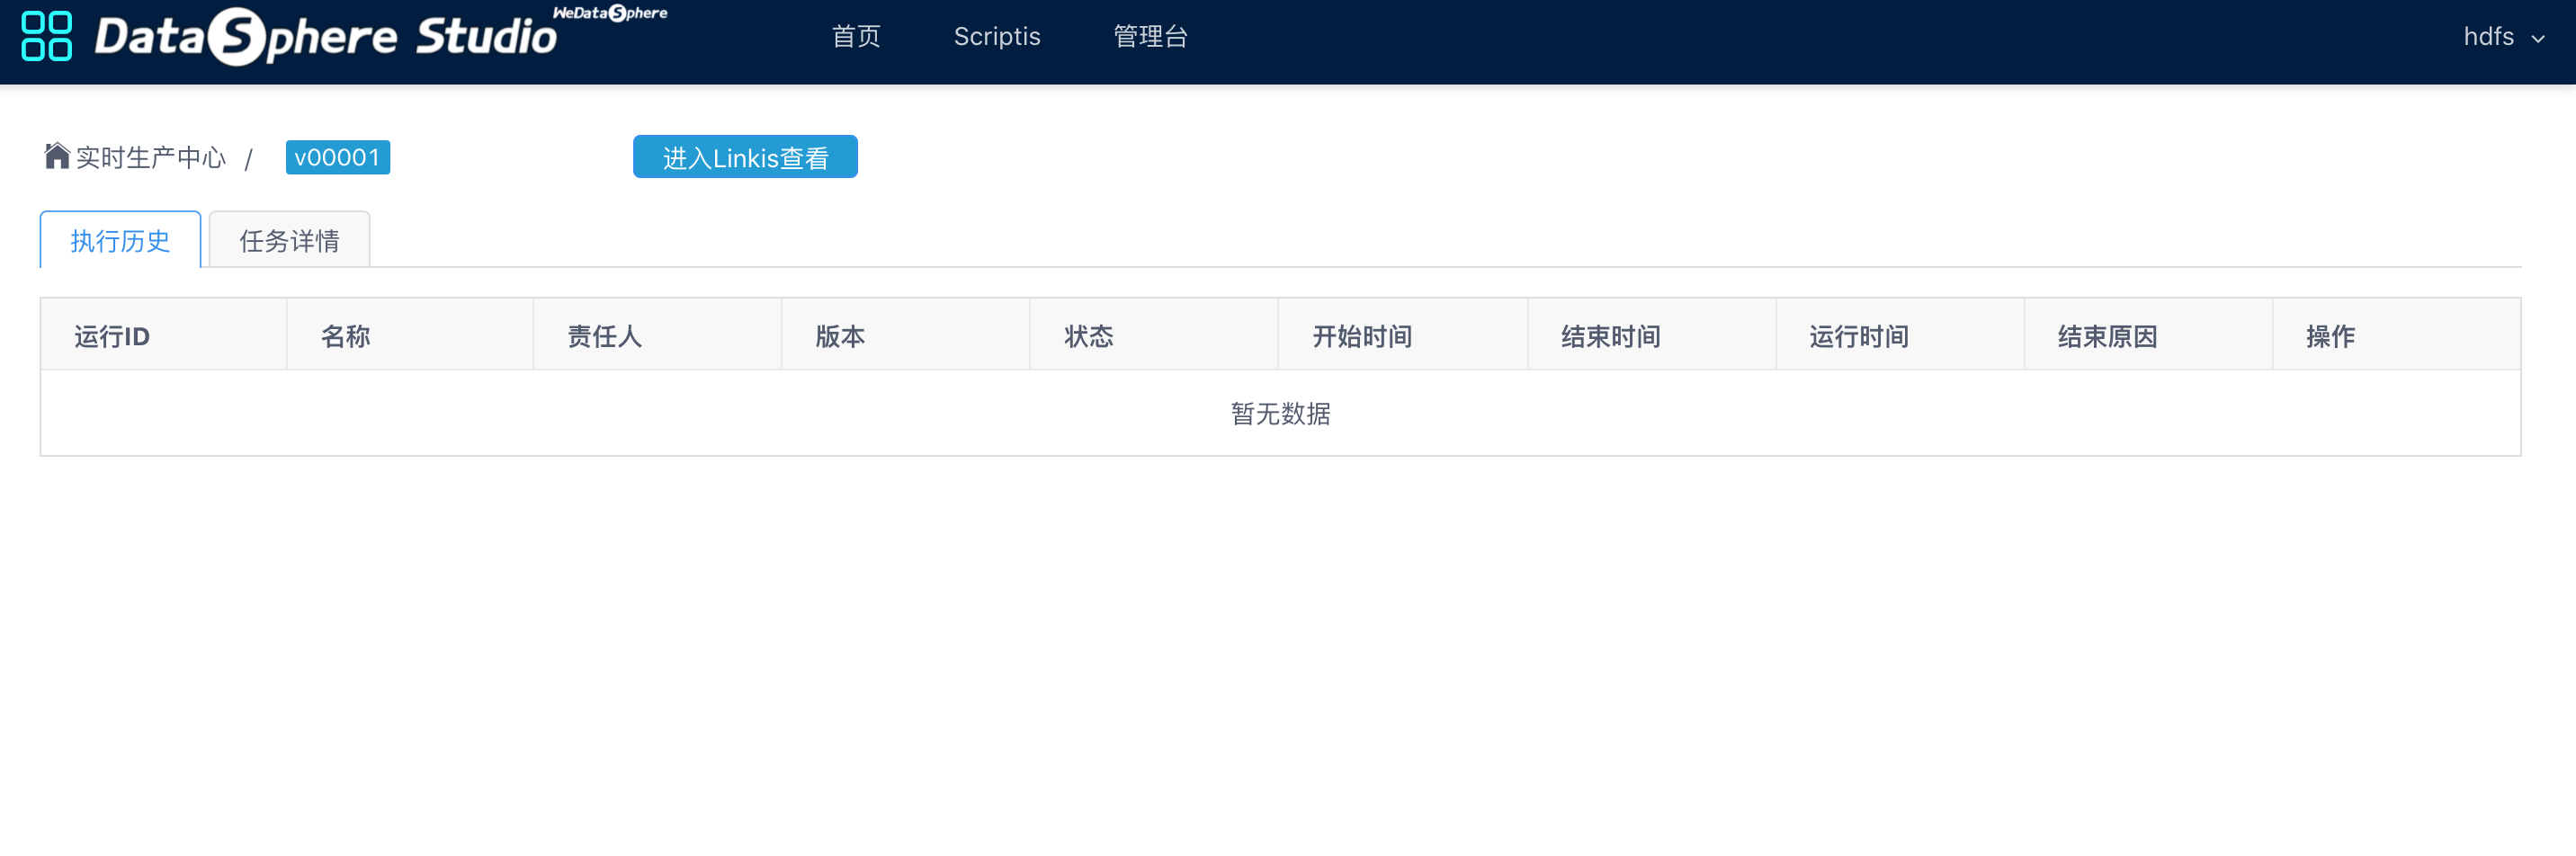 DataSphere Studio WeDataSphere 首页 Scriptis 管理台 hdfs
实时生产中心 / v00001 进入Linkis查看
执行历史 任务详情
运行ID 名称 责任人 版本 状态 开始时间 结束时间 运行时间 结束原因 操作
暂无数据